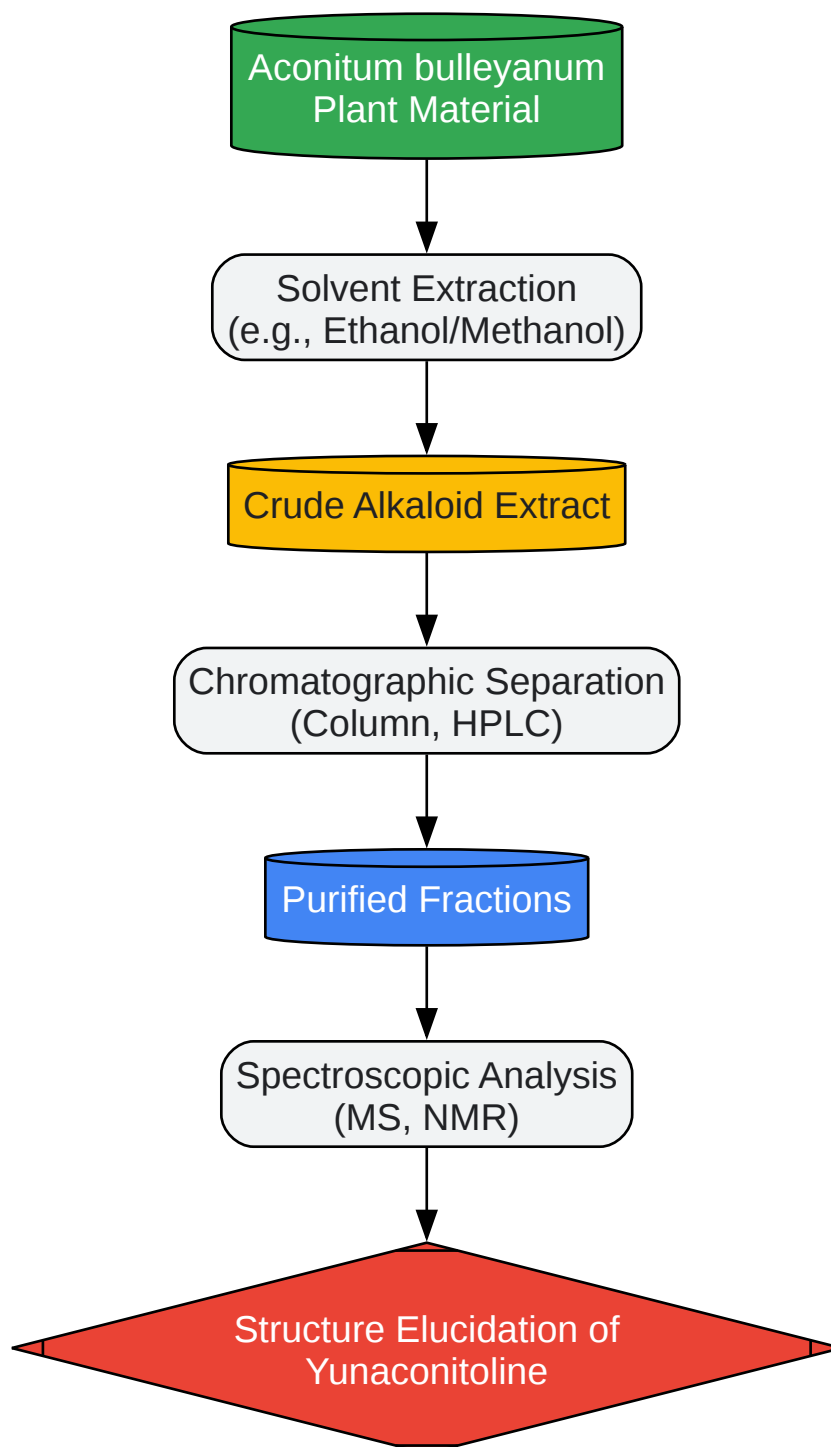 Aconitum bulleyanum
Plant Material
Solvent Extraction
(e.g., Ethanol/Methanol)
Crude Alkaloid Extract
Chromatographic Separation
(Column, HPLC)
Purified Fractions
Spectroscopic Analysis
(MS, NMR)
Structure Elucidation of
Yunaconitoline